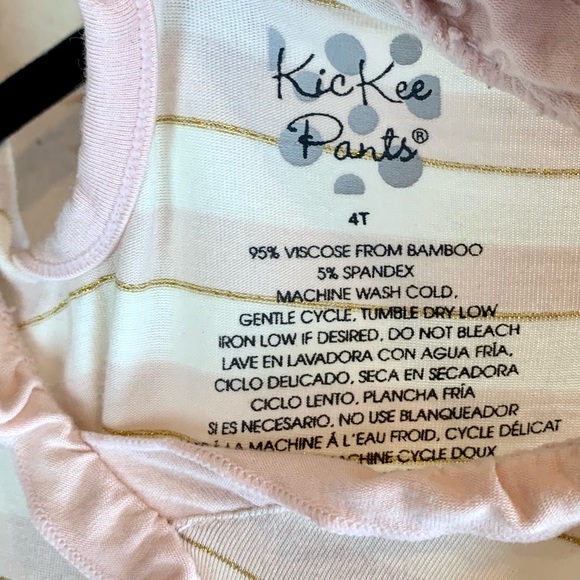 KicKee
Pants®
4T
95% VISCOSE FROM BAMBOO
5% SPANDEX
MACHINE WASH COLD,
GENTLE CYCLE, TUMBLE DRY LOW
IRON LOW IF DESIRED, DO NOT BLEACH
LAVE EN LAVADORA CON AGUA FRÍA,
CICLO DELICADO, SECA EN SECADORA
CICLO LENTO, PLANCHA FRÍA
SI ES NECESARIO, NO USE BLANQUEADOR
À LA MACHINE Â L'EAU FROID, CYCLE DÉLICAT
CYCLE DOUX